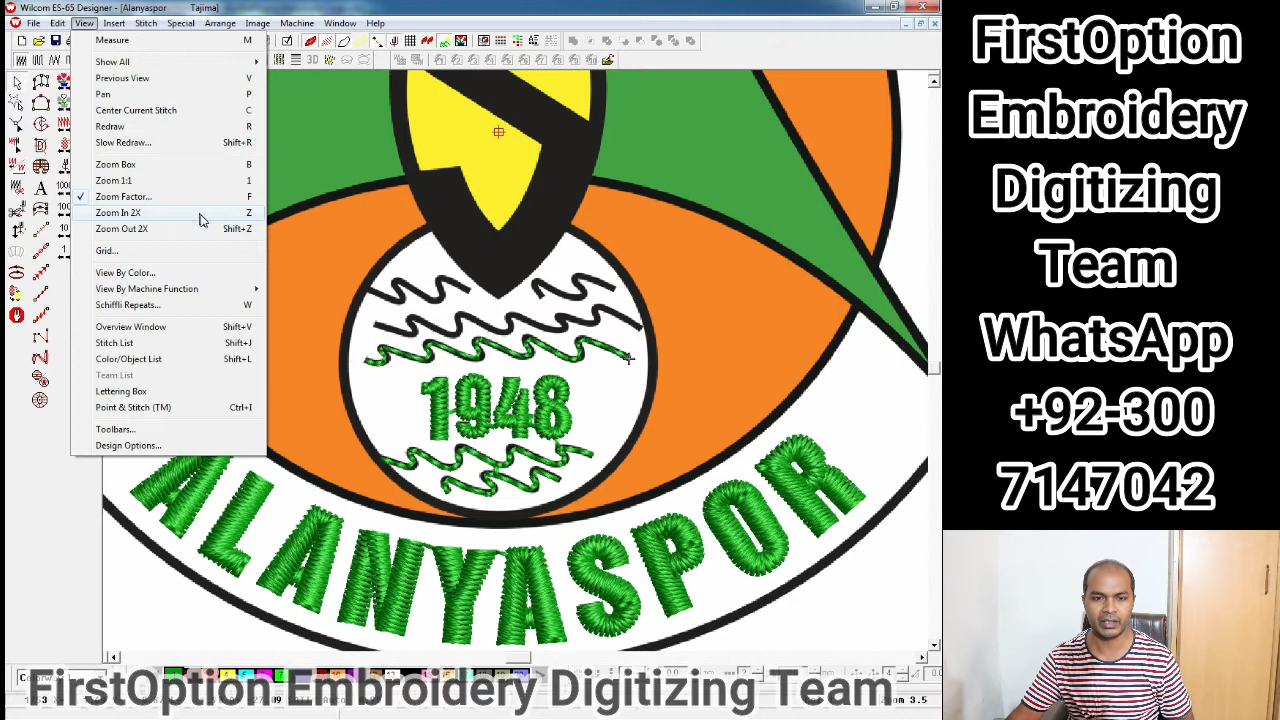 Wilcom ES-65 Designer - [Alanyaspor Tajima]
File Edit View Insert Stitch Special Arrange Image Machine Window Help
Measure M
Show All
Previous View V
Pan P
Center Current Stitch C
Redraw R
Slow Redraw... Shift+R
Zoom Box B
Zoom 1:1 1
Zoom Factor... F
Zoom In 2X Z
Zoom Out 2X Shift+Z
Grid...
View By Color...
View By Machine Function
Schiffli Repeats... W
Overview Window Shift+V
Stitch List Shift+J
Color/Object List Shift+L
Team List
Lettering Box
Point & Stitch (TM) Ctrl+I
Toolbars...
Design Options...
3D
1948
ALANYASPOR
FirstOption
Embroidery
Digitizing
Team
WhatsApp
+92-300
7147042
FirstOption Embroidery Digitizing Team
3.5